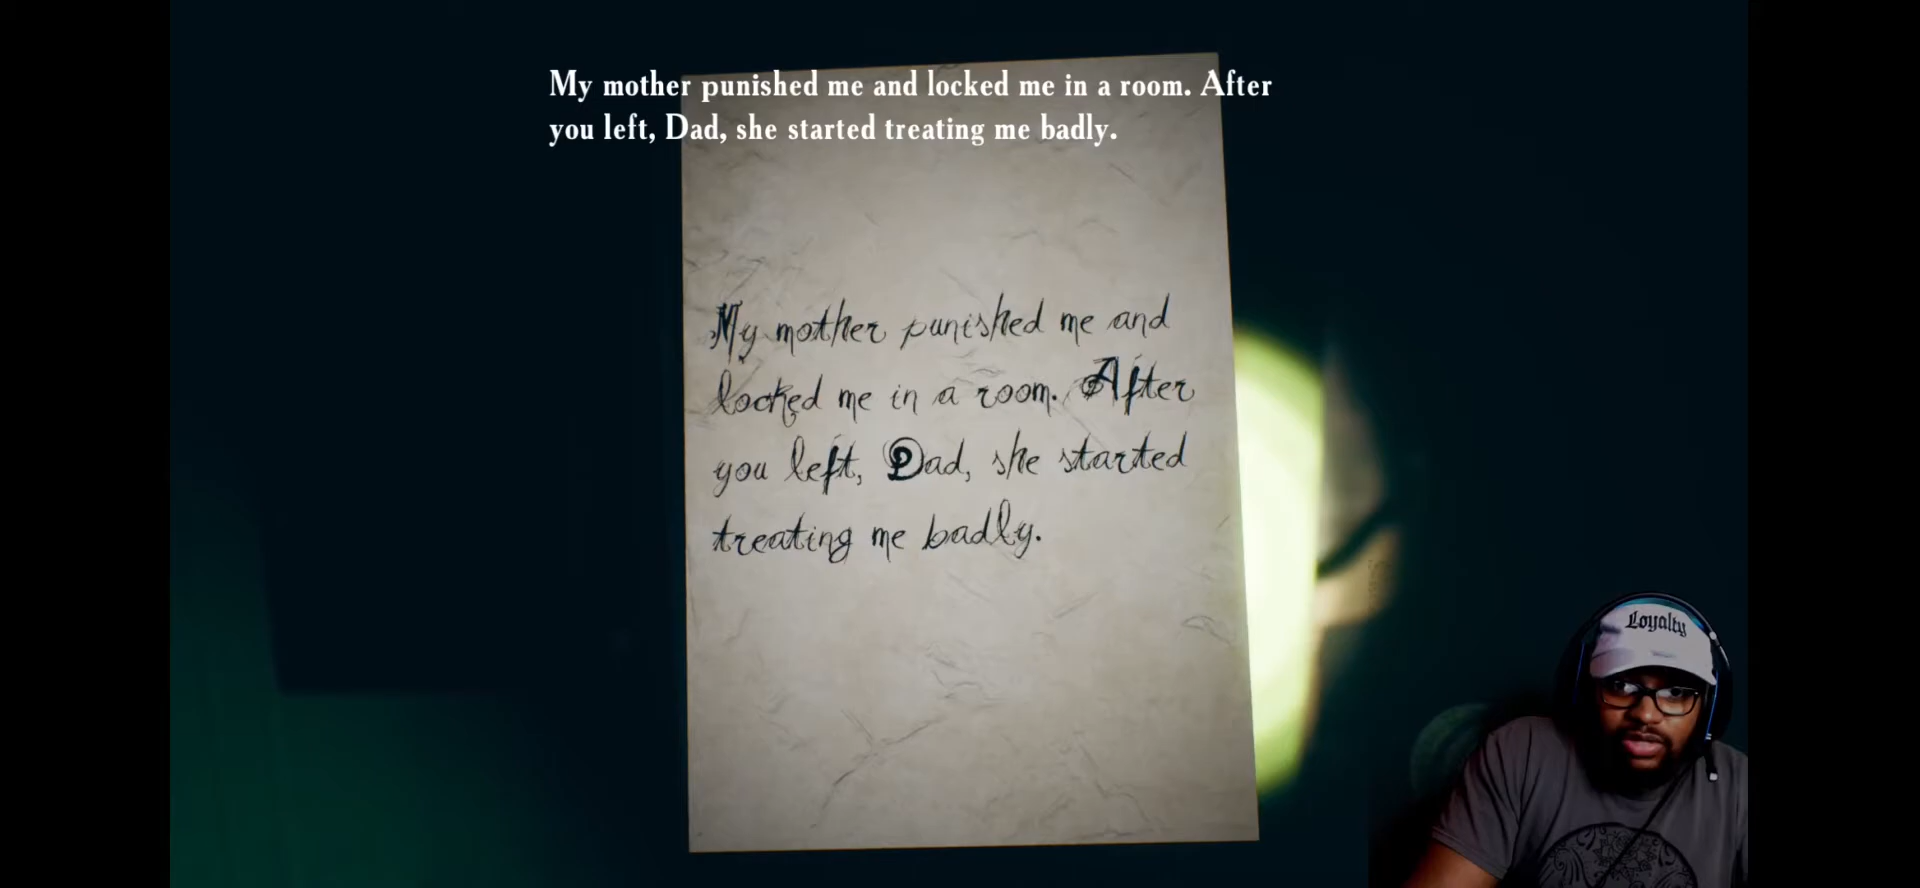 My mother punished me and locked me in a room. After
you left, Dad, she started treating me badly.
My mother punished me and
locked me in a room. After
you left, Dad, she started
treating me badly.
Loyalty